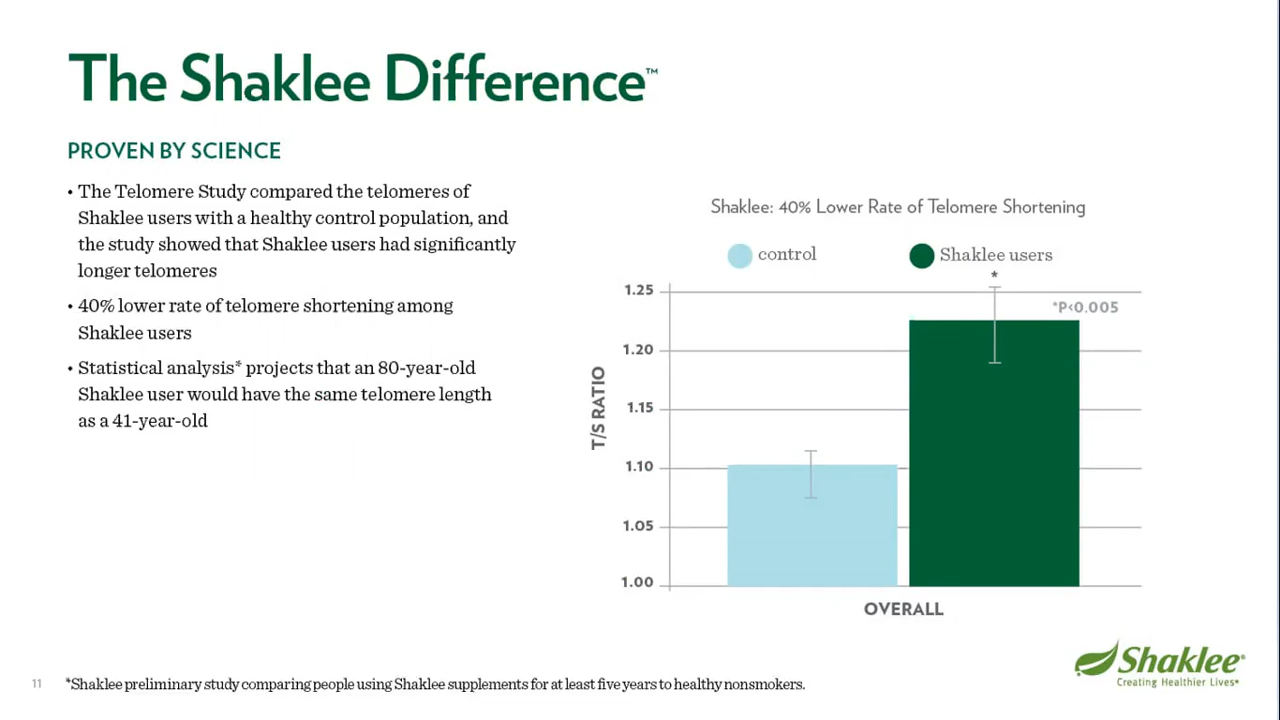 The Shaklee Difference™
PROVEN BY SCIENCE
• The Telomere Study compared the telomeres of
Shaklee users with a healthy control population, and
the study showed that Shaklee users had significantly
longer telomeres
• 40% lower rate of telomere shortening among
Shaklee users
• Statistical analysis* projects that an 80-year-old
Shaklee user would have the same telomere length
as a 41-year-old
Shaklee: 40% Lower Rate of Telomere Shortening
control
Shaklee users
*
*P<0.005
1.25
1.20
1.15
1.10
1.05
1.00
T/S RATIO
OVERALL
Shaklee®
Creating Healthier Lives®
11
*Shaklee preliminary study comparing people using Shaklee supplements for at least five years to healthy nonsmokers.